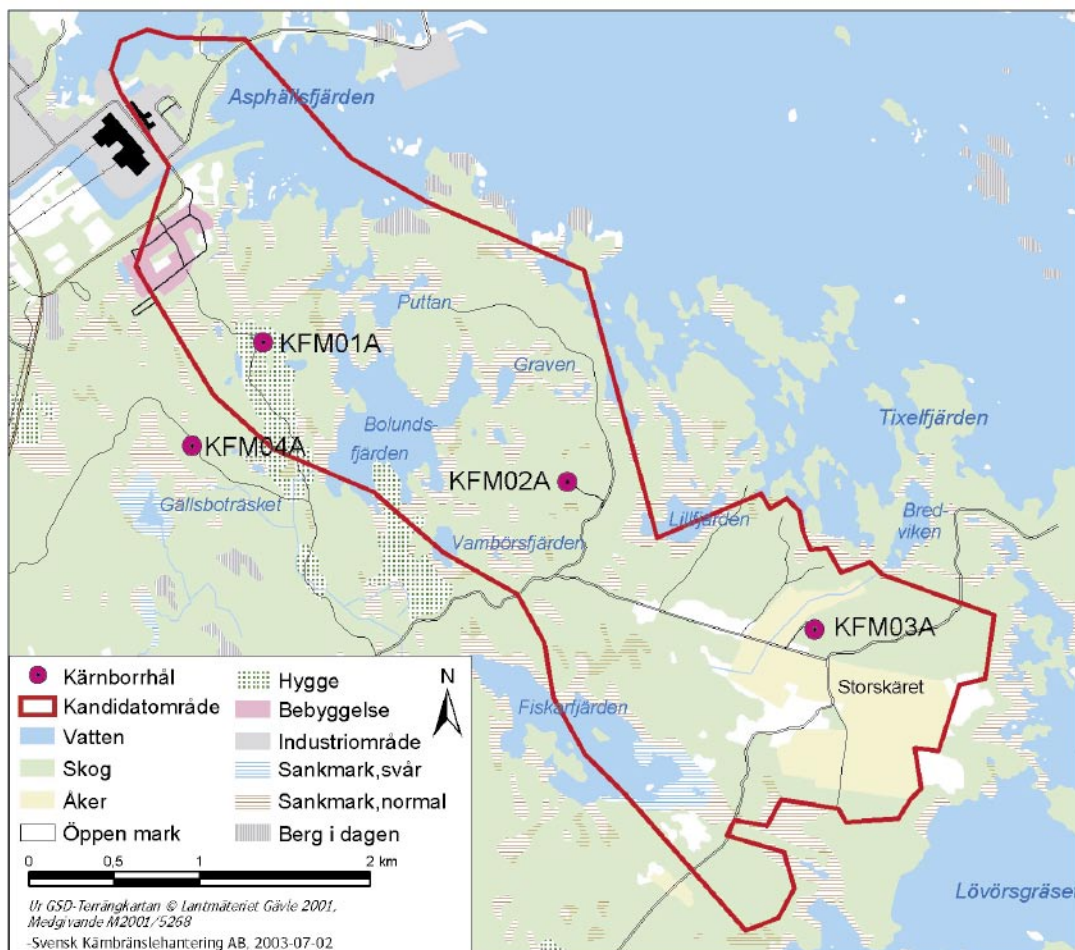 Asphällsfjärden
Puttan
KFM01A
Graven
Bolunds-
fjärden
Tixelfjärden
KFM04A
KFM02A
Gällsboträsket
Lillfjärden
Bred-
viken
Vambörsfjärden
KFM03A
Storskäret
Fiskarfjärden
Lövörsgräset
Kärnborrhål
Kandidatområde
Vatten
Skog
Åker
Öppen mark
Hygge
Bebyggelse
Industriområde
Sankmark,svår
Sankmark,normal
Berg i dagen
N
0 0,5 1 2 km
Ur GSD-Terrängkartan © Lantmäteriet Gävle 2001,
Medgivande M2001/5268
-Svensk Kärnbränslehantering AB, 2003-07-02